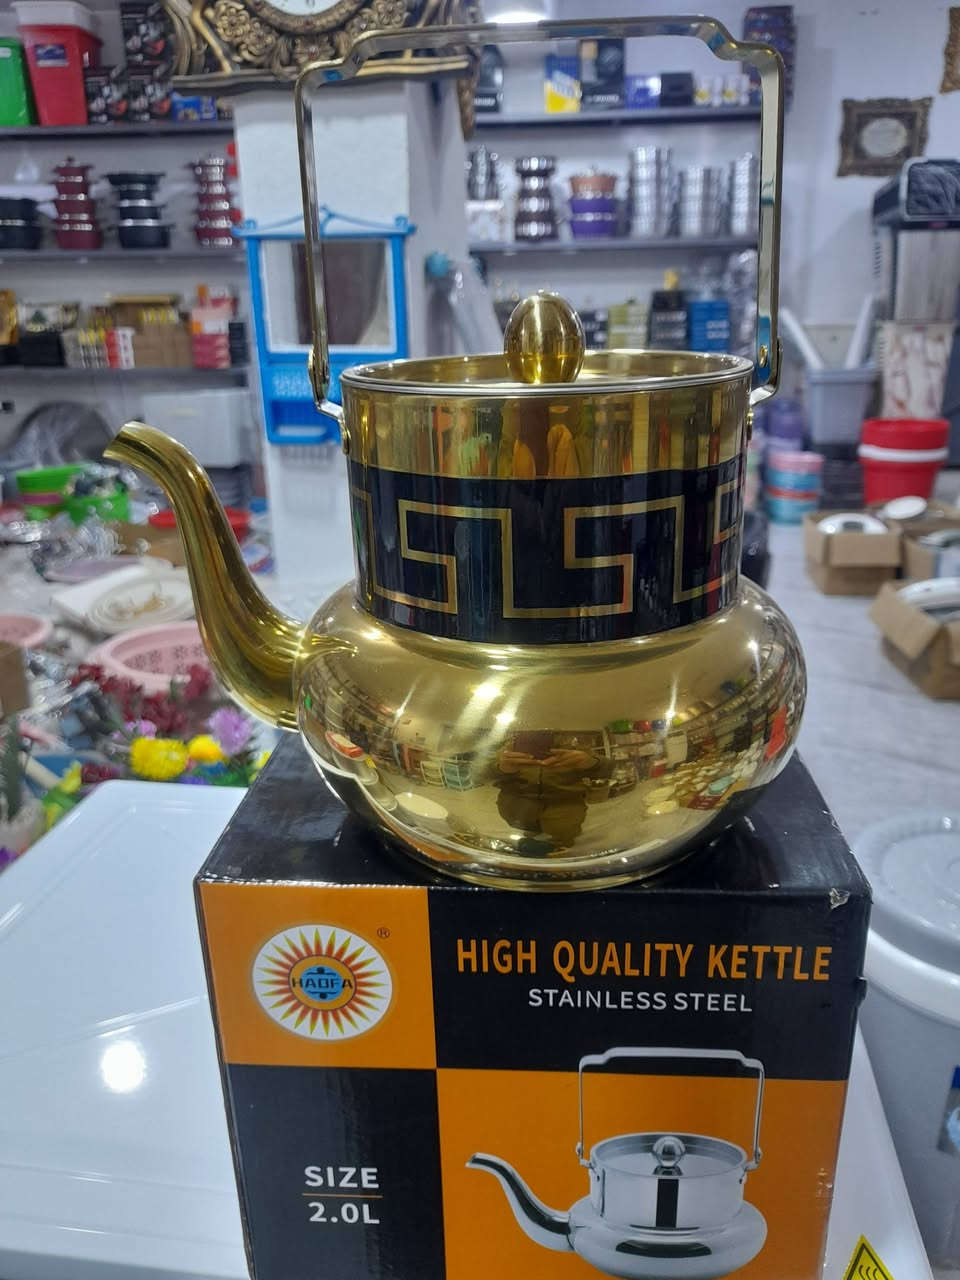 HAOFA
®
HIGH QUALITY KETTLE
STAINLESS STEEL
SIZE
2.0L